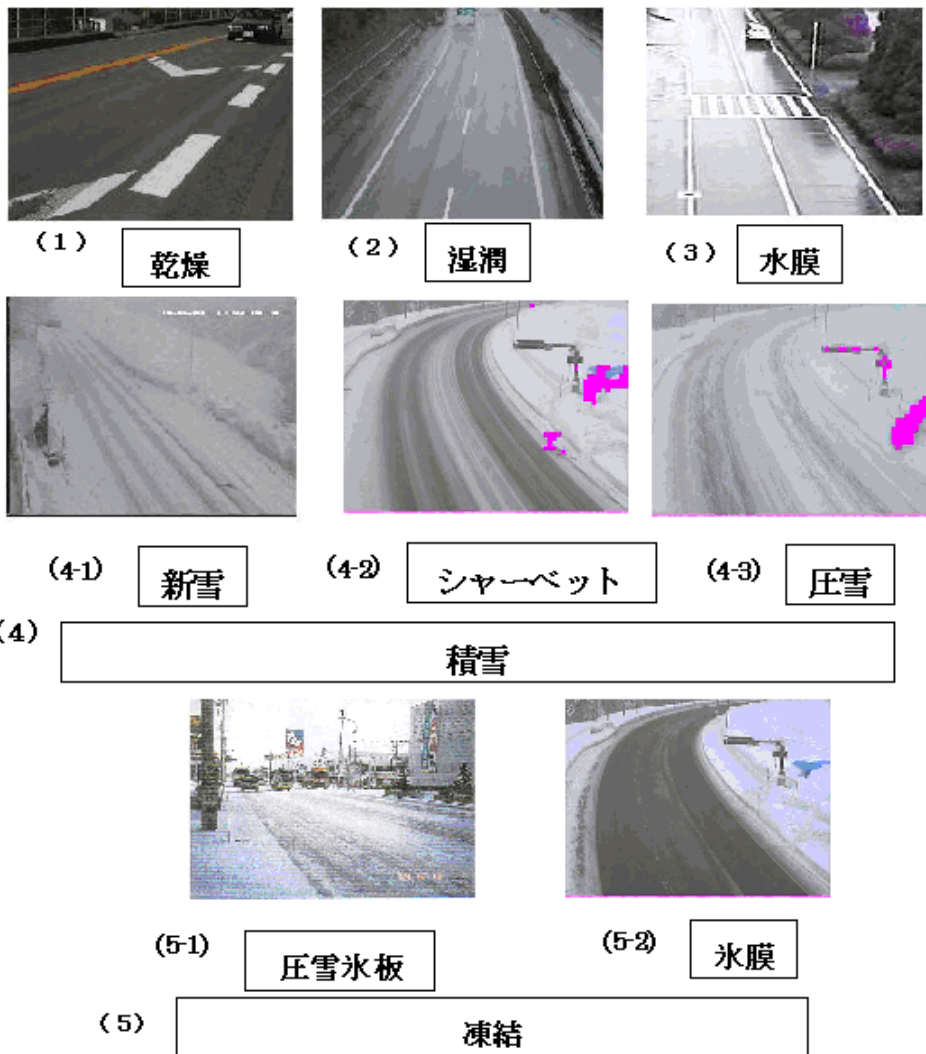 (1) 乾燥
(2) 湿潤
(3) 水膜
(4-1) 新雪
(4-2) シャーベット
(4-3) 圧雪
(4) 積雪
(5-1) 圧雪氷板
(5-2) 氷膜
(5) 凍結